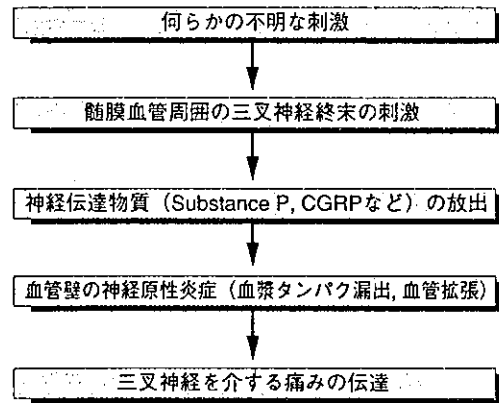 何らかの不明な刺激
髄膜血管周囲の三叉神経終末の刺激
神経伝達物質（Substance P, CGRPなど）の放出
血管壁の神経原性炎症（血漿タンパク漏出, 血管拡張）
三叉神経を介する痛みの伝達